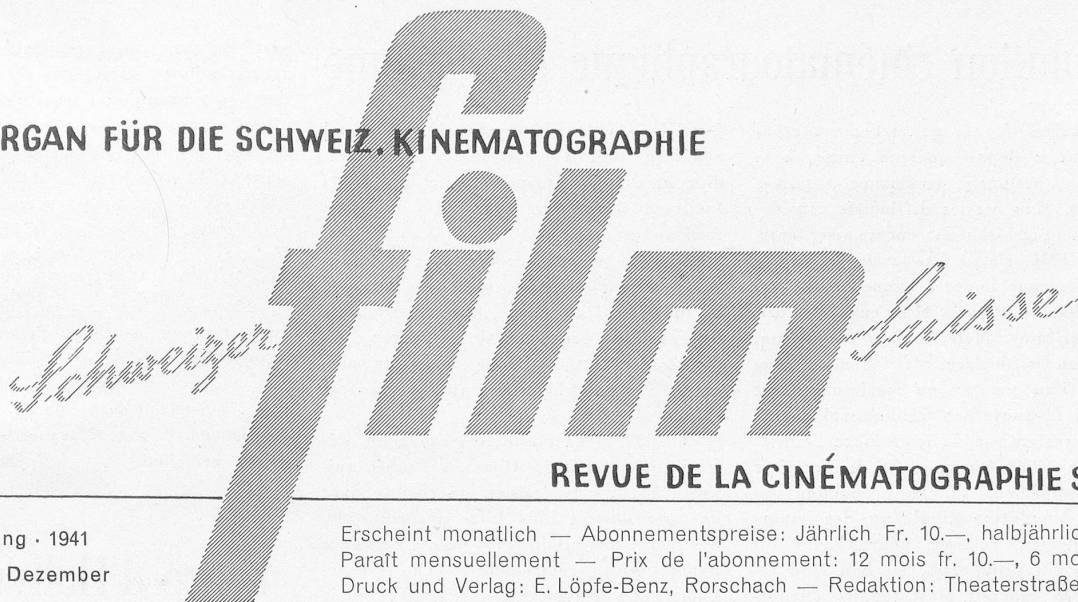 RGAN FÜR DIE SCHWEIZ. KINEMATOGRAPHIE
Schweizer film Suisse
REVUE DE LA CINÉMATOGRAPHIE S
ng · 1941
Dezember
Erscheint monatlich — Abonnementspreise: Jährlich Fr. 10.—, halbjährlic
Paraît mensuellement — Prix de l'abonnement: 12 mois fr. 10.—, 6 mo
Druck und Verlag: E. Löpfe-Benz, Rorschach — Redaktion: Theaterstraße